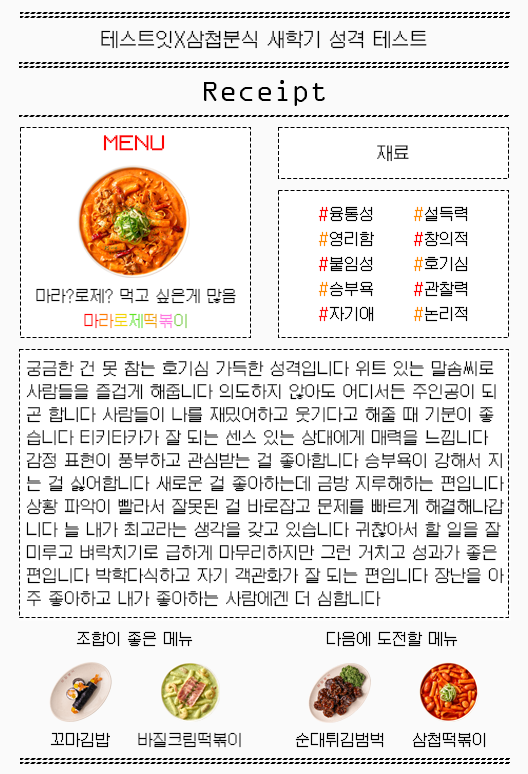 테스트잇X삼첩분식 새학기 성격 테스트
Receipt
MENU
마라?로제? 먹고 싶은게 많음
마라로제떡볶이
재료
#융통성 #설득력
#영리함 #창의적
#붙임성 #호기심
#승부욕 #관찰력
#자기애 #논리적
궁금한 건 못 참는 호기심 가득한 성격입니다 위트 있는 말솜씨로
사람들을 즐겁게 해줍니다 의도하지 않아도 어디서든 주인공이 되
곤 합니다 사람들이 나를 재밌어하고 웃기다고 해줄 때 기분이 좋
습니다 티키타카가 잘 되는 센스 있는 상대에게 매력을 느낍니다
감정 표현이 풍부하고 관심받는 걸 좋아합니다 승부욕이 강해서 지
는 걸 싫어합니다 새로운 걸 좋아하는데 금방 지루해하는 편입니다
상황 파악이 빨라서 잘못된 걸 바로잡고 문제를 빠르게 해결해나갑
니다 늘 내가 최고라는 생각을 갖고 있습니다 귀찮아서 할 일을 잘
미루고 벼락치기로 급하게 마무리하지만 그런 거치고 성과가 좋은
편입니다 박학다식하고 자기 객관화가 잘 되는 편입니다 장난을 아
주 좋아하고 내가 좋아하는 사람에겐 더 심합니다
조합이 좋은 메뉴
꼬마김밥 바질크림떡볶이
다음에 도전할 메뉴
순대튀김범벅 삼첩떡볶이